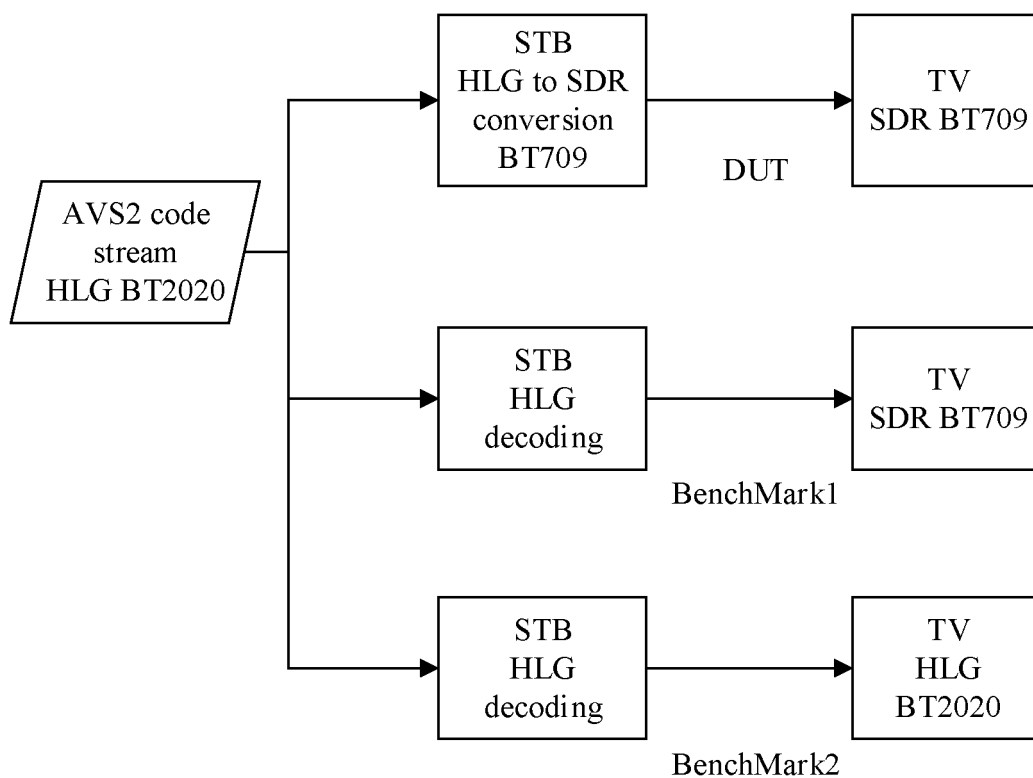 STB
HLG to SDR
conversion
BT709
TV
SDR BT709
DUT
AVS2 code
stream
HLG BT2020
STB
HLG
decoding
TV
SDR BT709
BenchMark1
STB
HLG
decoding
TV
HLG
BT2020
BenchMark2